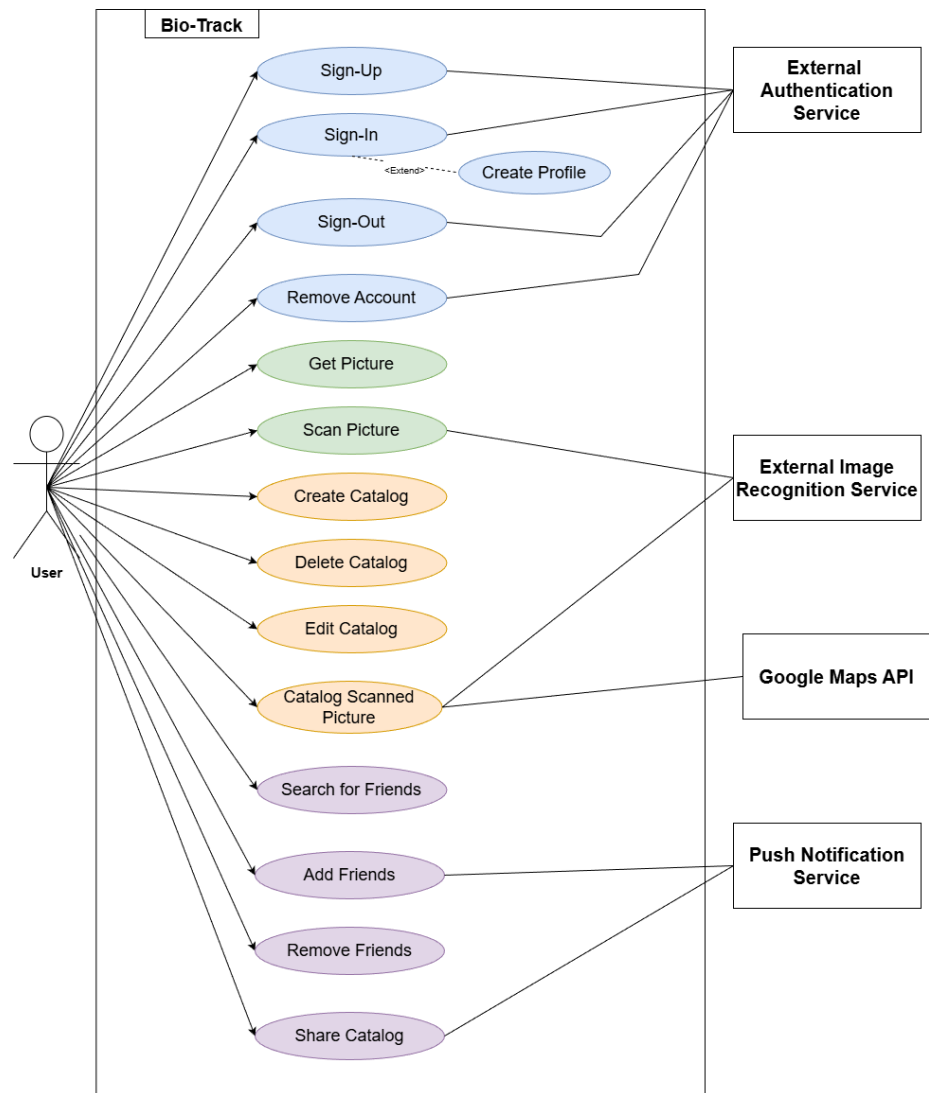 Bio-Track
Sign-Up
External
Authentication
Service
Sign-In
<Extend>
Create Profile
Sign-Out
Remove Account
Get Picture
Scan Picture
External Image
Recognition Service
Create Catalog
Delete Catalog
User
Edit Catalog
Google Maps API
Catalog Scanned
Picture
Search for Friends
Push Notification
Service
Add Friends
Remove Friends
Share Catalog